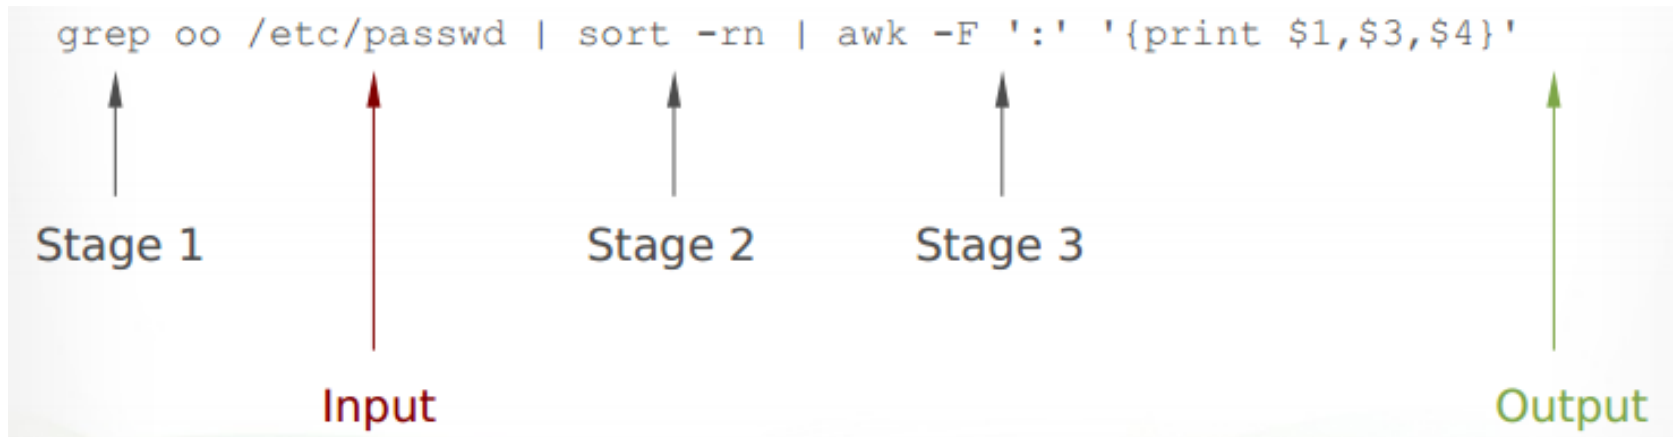 grep oo /etc/passwd | sort -rn | awk -F ':' '{print $1,$3,$4}'
Stage 1 Stage 2 Stage 3
Input Output